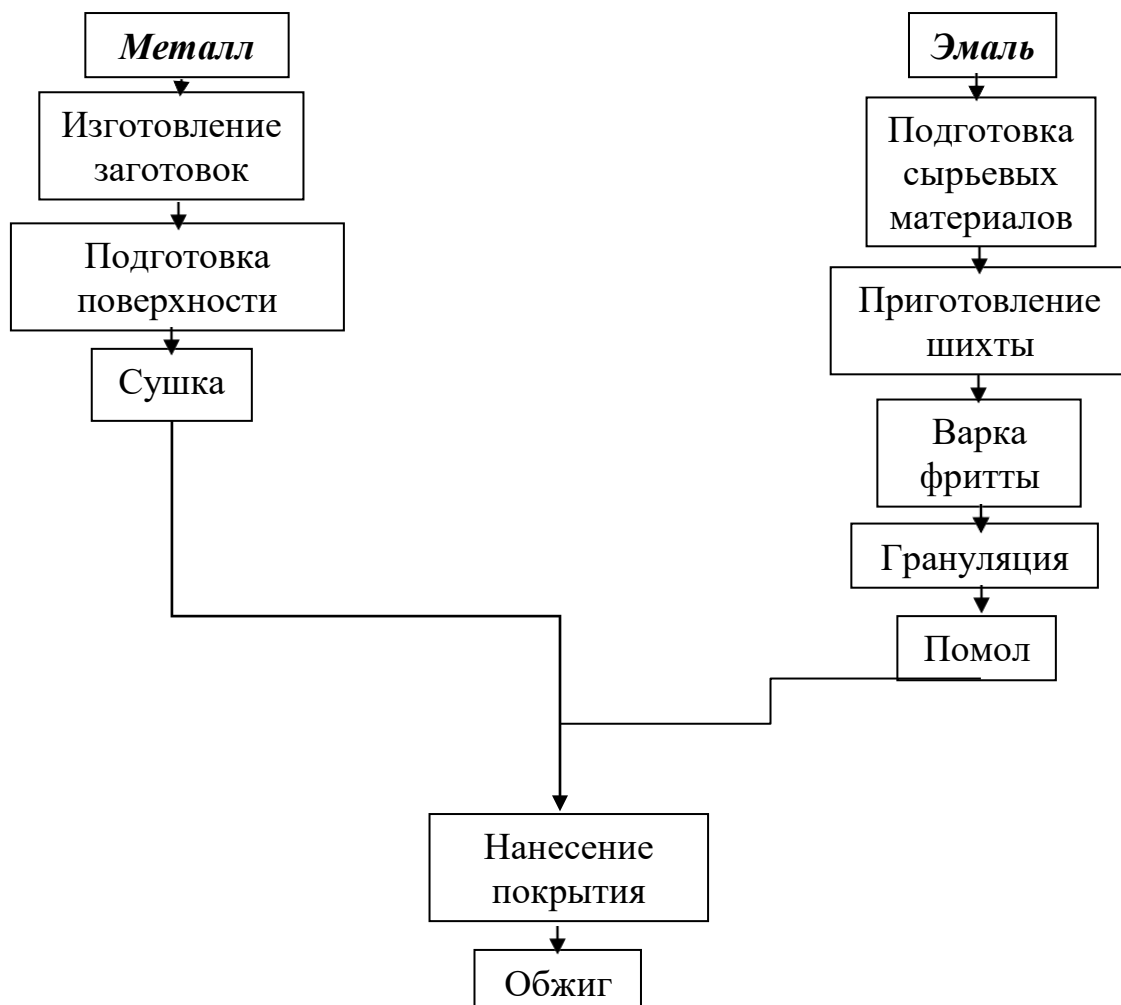 Металл
Изготовление
заготовок
Подготовка
поверхности
Сушка
Эмаль
Подготовка
сырьевых
материалов
Приготовление
шихты
Варка
фритты
Грануляция
Помол
Нанесение
покрытия
Обжиг